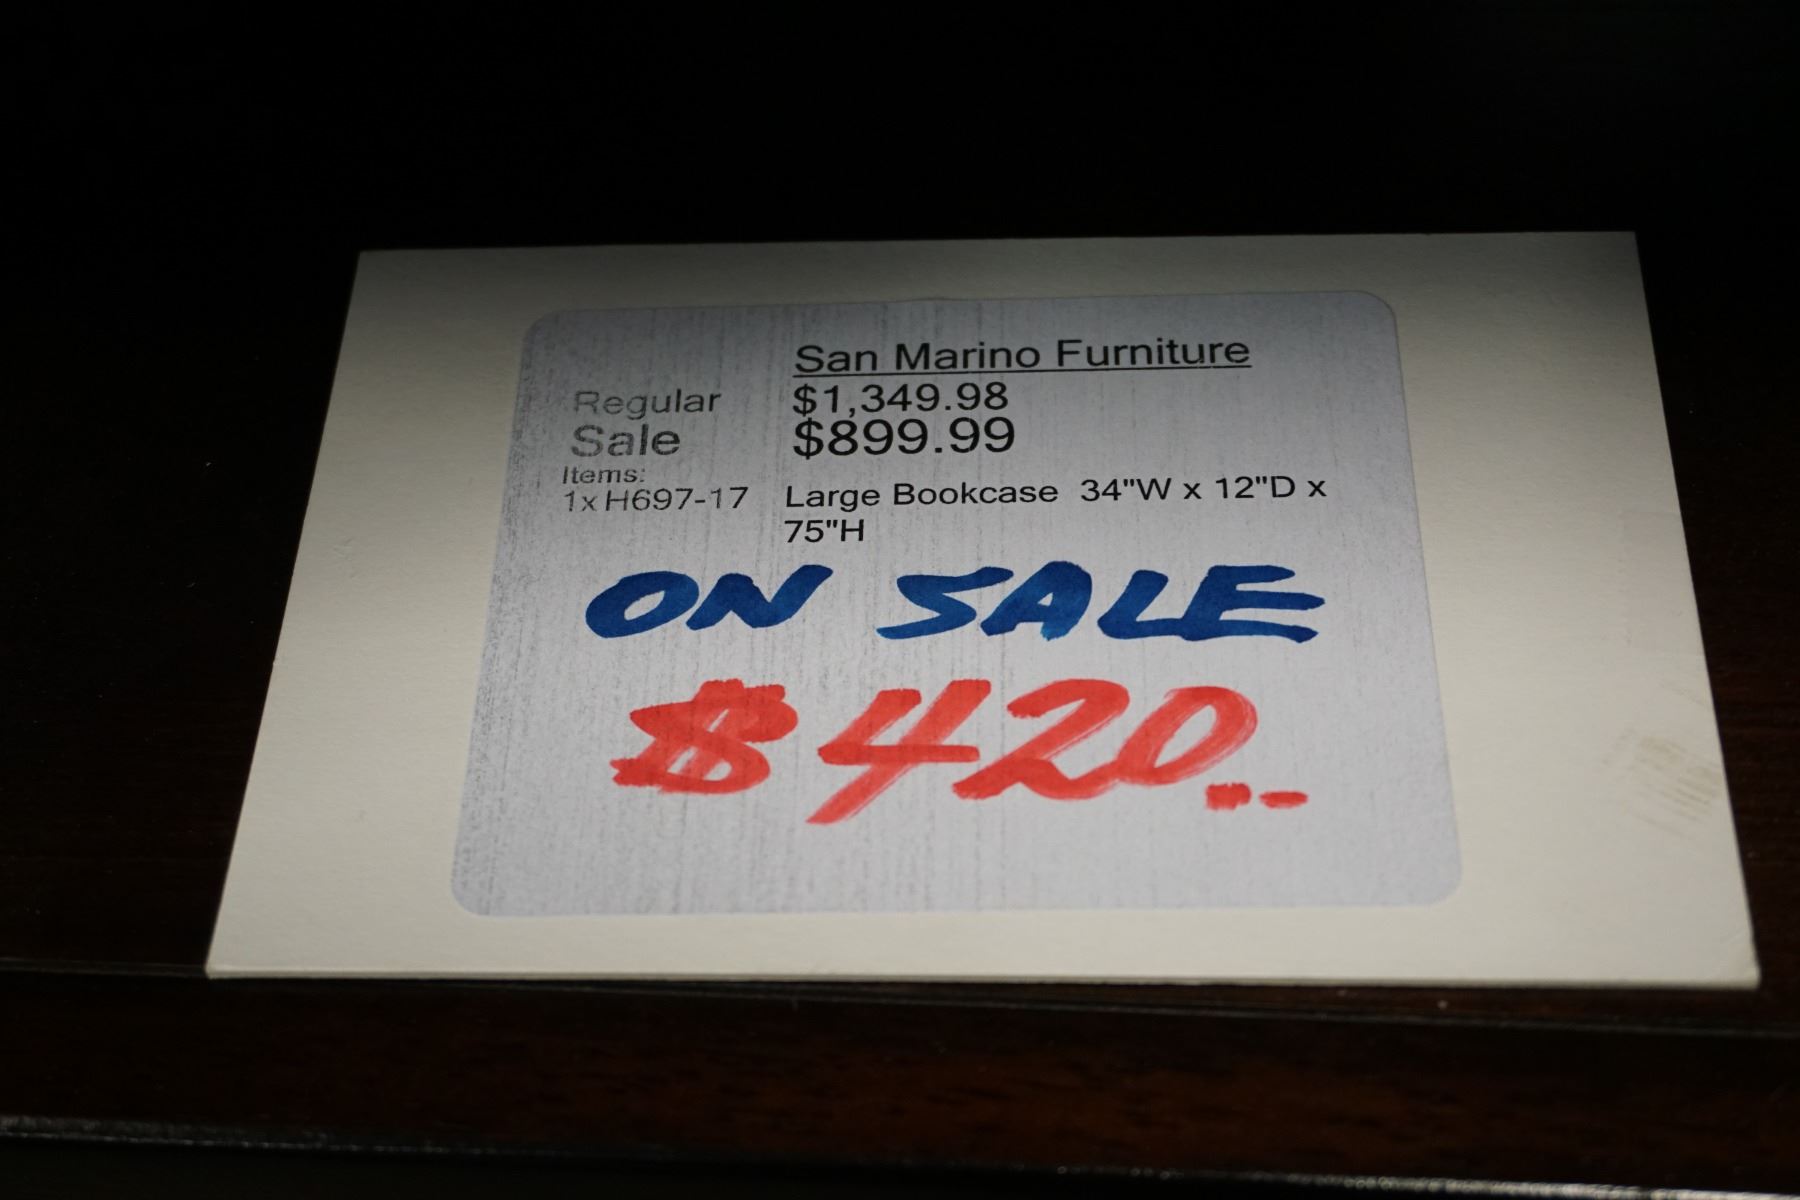 San Marino Furniture
Regular $1,349.98
Sale $899.99
Items:
1x H697-17 Large Bookcase 34"W x 12"D x
75"H
ON SALE
$420.--